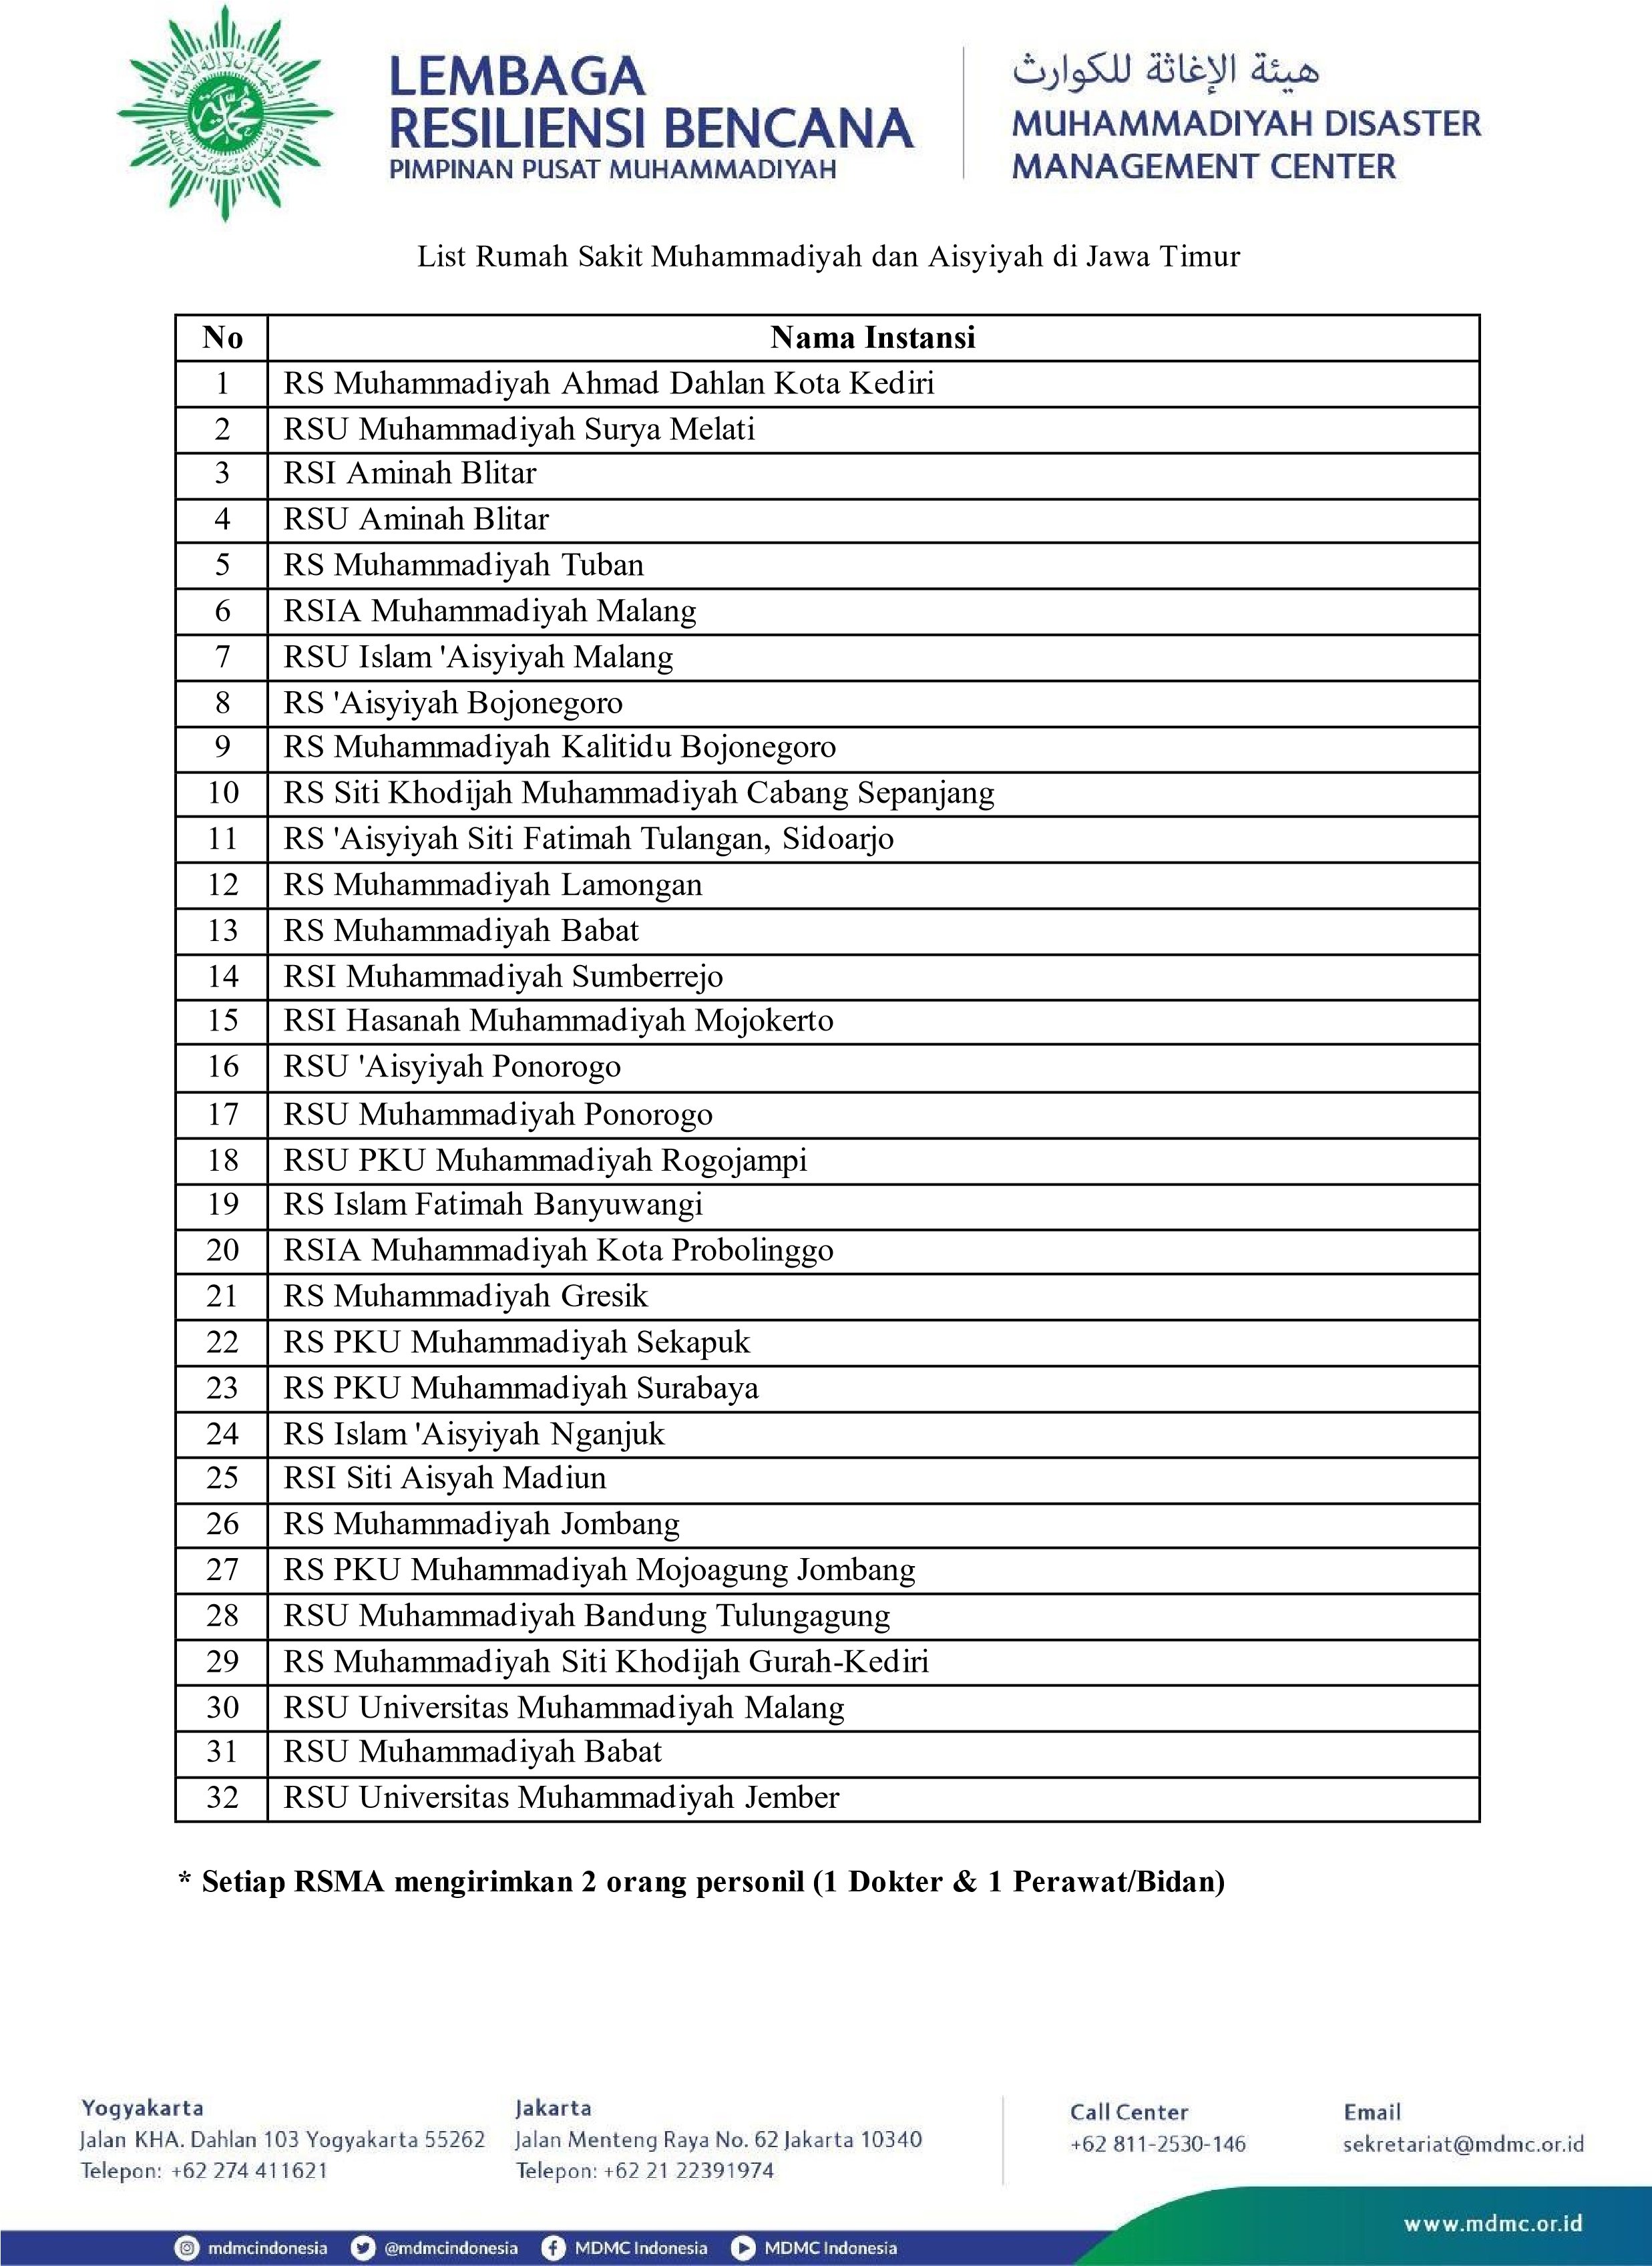 LEMBAGA
RESILIENSI BENCANA
PIMPINAN PUSAT MUHAMMADIYAH
هيئة الإغاثة للكوارث
MUHAMMADIYAH DISASTER
MANAGEMENT CENTER
List Rumah Sakit Muhammadiyah dan Aisyiyah di Jawa Timur
No Nama Instansi
1 RS Muhammadiyah Ahmad Dahlan Kota Kediri
2 RSU Muhammadiyah Surya Melati
3 RSI Aminah Blitar
4 RSU Aminah Blitar
5 RS Muhammadiyah Tuban
6 RSIA Muhammadiyah Malang
7 RSU Islam 'Aisyiyah Malang
8 RS 'Aisyiyah Bojonegoro
9 RS Muhammadiyah Kalitidu Bojonegoro
10 RS Siti Khodijah Muhammadiyah Cabang Sepanjang
11 RS 'Aisyiyah Siti Fatimah Tulangan, Sidoarjo
12 RS Muhammadiyah Lamongan
13 RS Muhammadiyah Babat
14 RSI Muhammadiyah Sumberrejo
15 RSI Hasanah Muhammadiyah Mojokerto
16 RSU 'Aisyiyah Ponorogo
17 RSU Muhammadiyah Ponorogo
18 RSU PKU Muhammadiyah Rogojampi
19 RS Islam Fatimah Banyuwangi
20 RSIA Muhammadiyah Kota Probolinggo
21 RS Muhammadiyah Gresik
22 RS PKU Muhammadiyah Sekapuk
23 RS PKU Muhammadiyah Surabaya
24 RS Islam 'Aisyiyah Nganjuk
25 RSI Siti Aisyah Madiun
26 RS Muhammadiyah Jombang
27 RS PKU Muhammadiyah Mojoagung Jombang
28 RSU Muhammadiyah Bandung Tulungagung
29 RS Muhammadiyah Siti Khodijah Gurah-Kediri
30 RSU Universitas Muhammadiyah Malang
31 RSU Muhammadiyah Babat
32 RSU Universitas Muhammadiyah Jember
* Setiap RSMA mengirimkan 2 orang personil (1 Dokter & 1 Perawat/Bidan)
Yogyakarta
Jalan KHA. Dahlan 103 Yogyakarta 55262
Telepon: +62 274 411621
Jakarta
Jalan Menteng Raya No. 62 Jakarta 10340
Telepon: +62 21 22391974
Call Center
+62 811-2530-146
Email
sekretariat@mdmc.or.id
www.mdmc.or.id
mdmcindonesia @mdmcindonesia MDMC Indonesia MDMC Indonesia